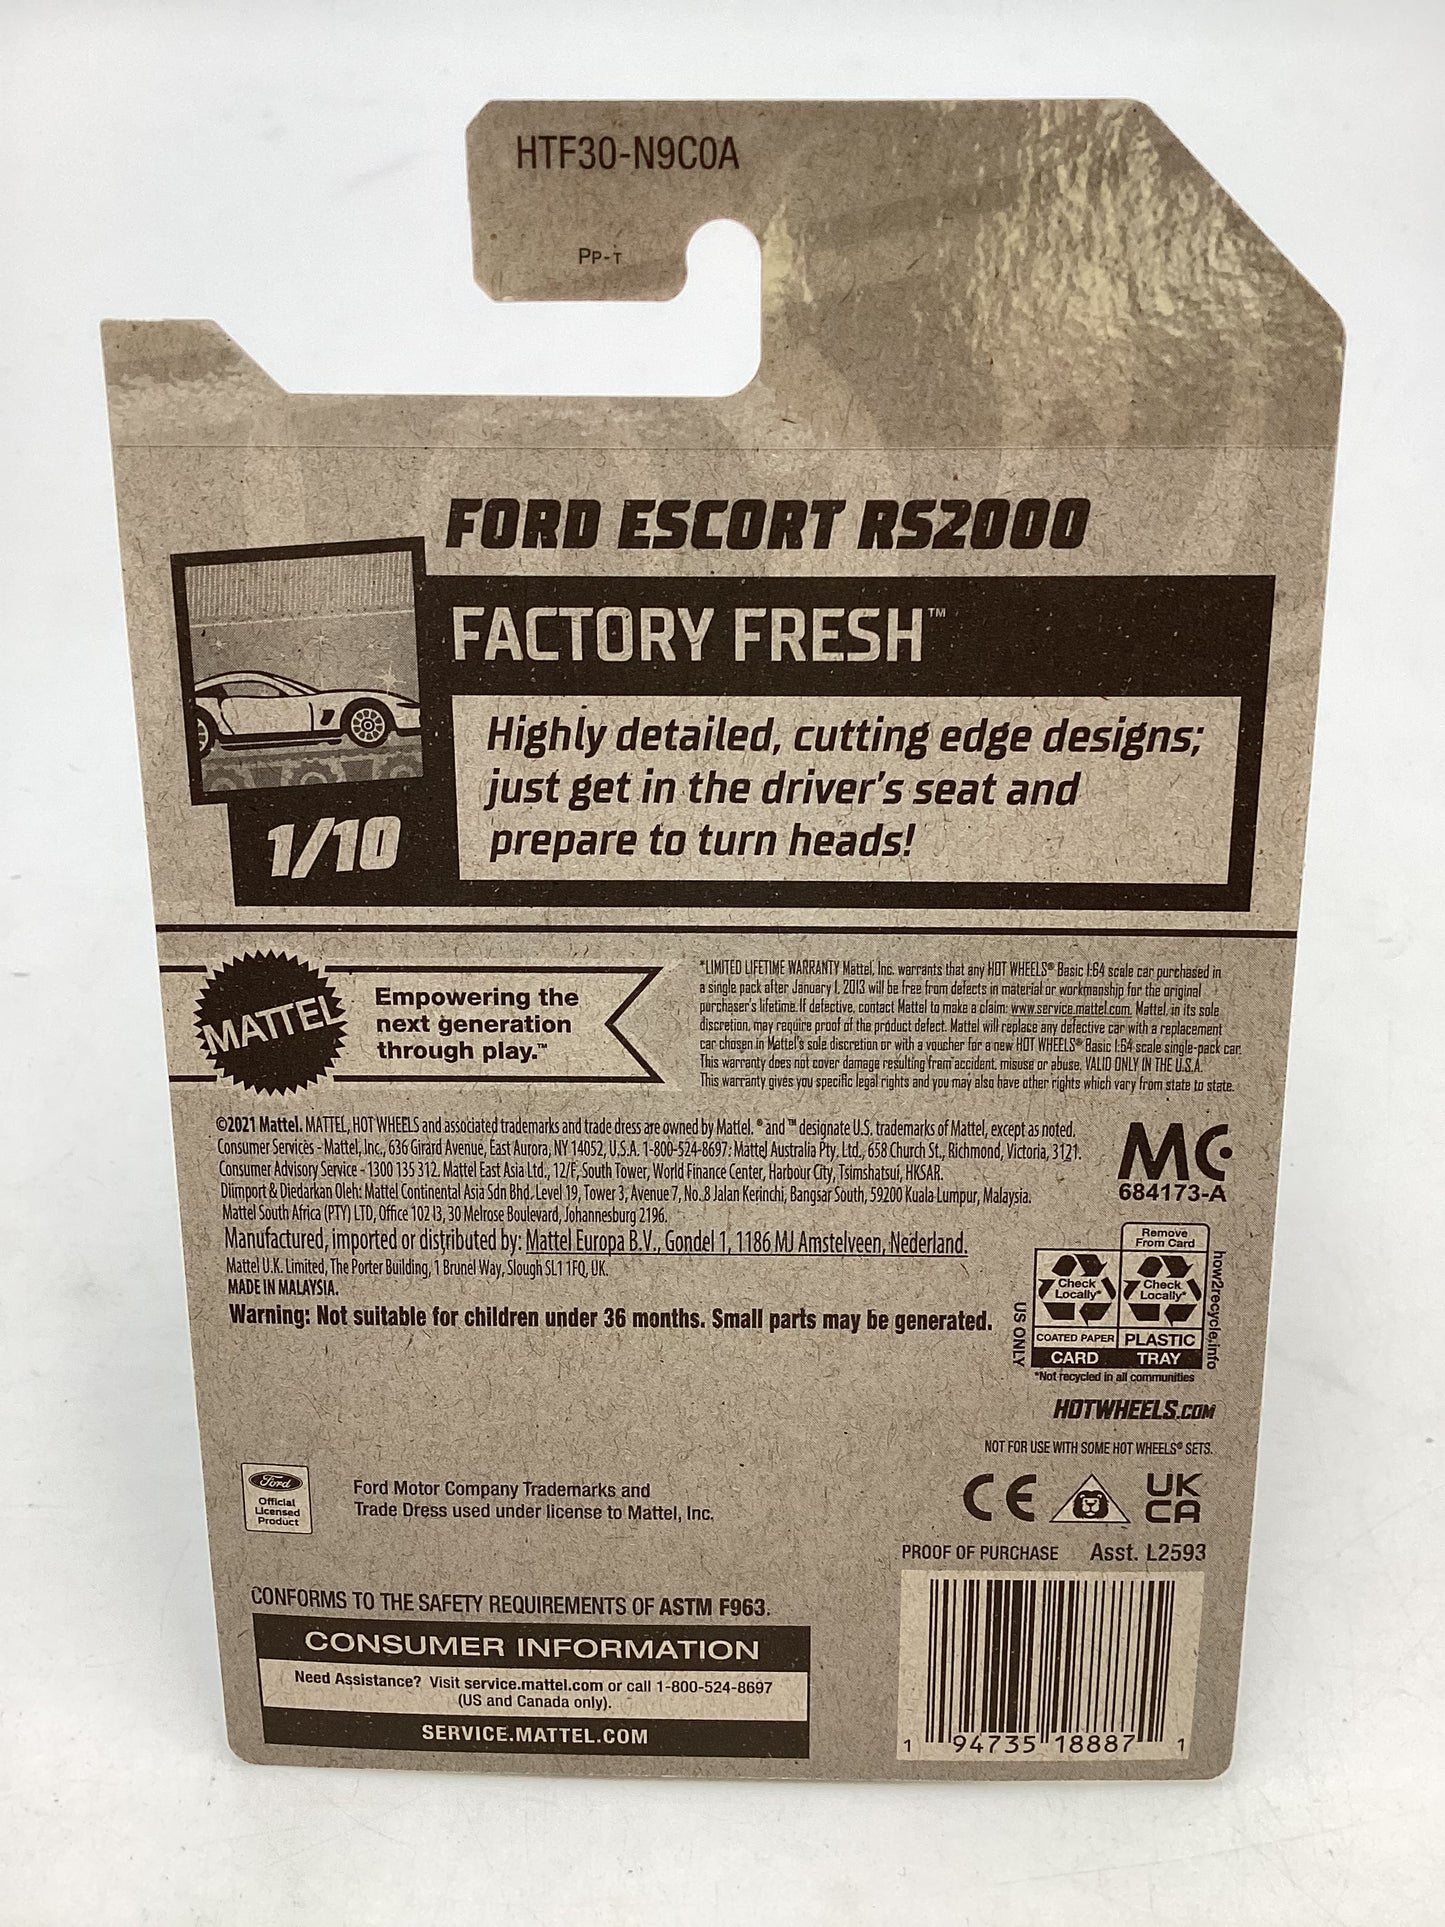 HTF30-N9C0A
PP-T
FORD ESCORT RS2000
FACTORY FRESH™
Highly detailed, cutting edge designs;
just get in the driver's seat and
prepare to turn heads!
1/10
MATTEL
Empowering the
next generation
through play.™
*LIMITED LIFETIME WARRANTY Mattel, Inc. warrants that any HOT WHEELS® Basic 1:64 scale car purchased in
a single pack after January 1, 2013 will be free from defects in material or workmanship for the original
purchaser's lifetime. If defective, contact Mattel to make a claim: www.service.mattel.com. Mattel, in its sole
discretion, may require proof of the product defect. Mattel will replace any defective car with a replacement
car chosen in Mattel's sole discretion or with a voucher for a new HOT WHEELS® Basic 1:64 scale single-pack car.
This warranty does not cover damage resulting from accident, misuse or abuse. VALID ONLY IN THE U.S.A.
This warranty gives you specific legal rights and you may also have other rights which vary from state to state.
©2021 Mattel. MATTEL, HOT WHEELS and associated trademarks and trade dress are owned by Mattel. ® and ™ designate U.S. trademarks of Mattel, except as noted.
Consumer Services - Mattel, Inc., 636 Girard Avenue, East Aurora, NY 14052, U.S.A. 1-800-524-8697; Mattel Australia Pty. Ltd., 658 Church St., Richmond, Victoria, 3121.
Consumer Advisory Service - 1300 135 312. Mattel East Asia Ltd., 12/F, South Tower, World Finance Center, Harbour City, Tsimshatsui, HKSAR.
Diimport & Diedarkan Oleh: Mattel Continental Asia Sdn Bhd. Level 19, Tower 3, Avenue 7, No. 8 Jalan Kerinchi, Bangsar South, 59200 Kuala Lumpur, Malaysia.
Mattel South Africa (PTY) LTD, Office 102 I3, 30 Melrose Boulevard, Johannesburg 2196.
Manufactured, imported or distributed by: Mattel Europa B.V., Gondel 1, 1186 MJ Amstelveen, Nederland.
Mattel U.K. Limited, The Porter Building, 1 Brunel Way, Slough SL1 1FQ, UK.
MADE IN MALAYSIA.
Warning: Not suitable for children under 36 months. Small parts may be generated.
MC
684173-A
Remove
From Card
Check
Locally*
Check
Locally*
COATED PAPER
PLASTIC
CARD
TRAY
US ONLY
how2recycle.info
*Not recycled in all communities
HOTWHEELS.COM
NOT FOR USE WITH SOME HOT WHEELS® SETS.
CE
UK
CA
Ford
Official
Licensed
Product
Ford Motor Company Trademarks and
Trade Dress used under license to Mattel, Inc.
PROOF OF PURCHASE Asst. L2593
CONFORMS TO THE SAFETY REQUIREMENTS OF ASTM F963.
CONSUMER INFORMATION
Need Assistance? Visit service.mattel.com or call 1-800-524-8697
(US and Canada only).
SERVICE.MATTEL.COM
1 94735 18887 1